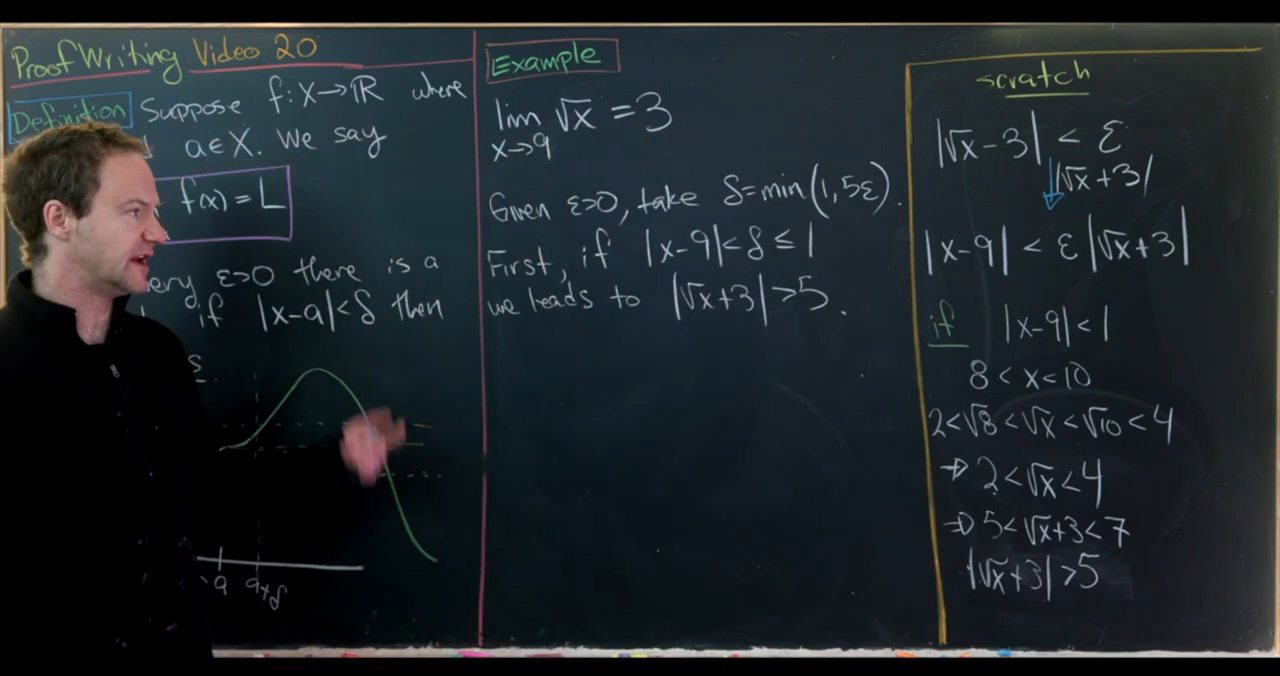 Proof Writing Video 20
Definition Suppose f: X→ℝ where
a∈X. We say
f(x) = L
ery ε>0 there is a
if |x-a|<δ then
ε.
-a a+δ
Example
lim √x = 3
x→9
Given ε>0, take δ=min(1, 5ε).
First, if |x-9|<δ≤1
we leads to |√x+3|>5.
scratch
|√x-3| < ε
|√x+3|
|x-9| < ε|√x+3|
if |x-9|<1
8<x<10
2<√8<√x<√10<4
⇒ 2<√x<4
⇒ 5<√x+3<7
|√x+3|>5